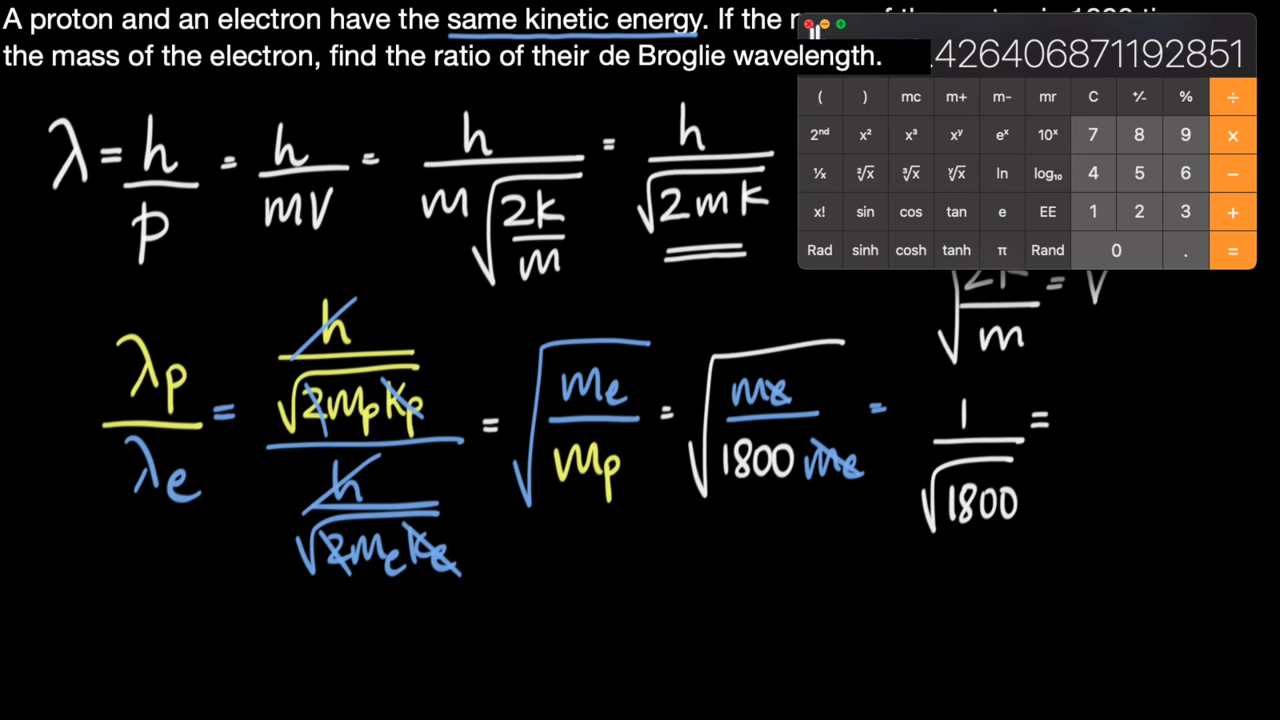 A proton and an electron have the same kinetic energy. If the
the mass of the electron, find the ratio of their de Broglie wavelength.
.426406871192851
( ) mc m+ m- mr C +/- % ÷
2nd x² x³ xʸ eˣ 10ˣ 7 8 9 ×
1/x ²√x ³√x ʸ√x ln log₁₀ 4 5 6 −
x! sin cos tan e EE 1 2 3 +
Rad sinh cosh tanh π Rand 0 . =
λ = h/p = h/mv = h/(m√(2K/m)) = h/√(2mK)
√(2K/m) = √
λp/λe = (h/√(2mpKp))/(h/√(2meKe)) = √(me/mp) = √(me/1800me) = 1/√1800 =